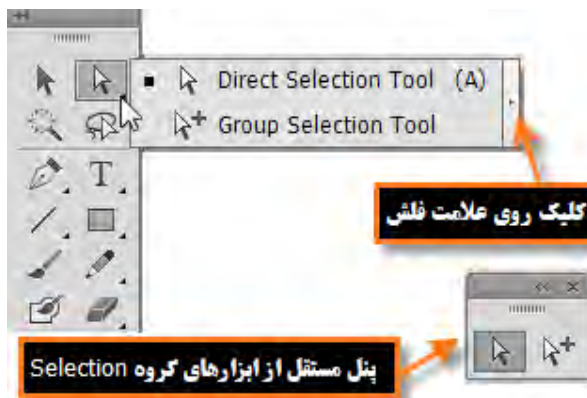 Direct Selection Tool (A)
Group Selection Tool
کلیک روی علامت فلش
پنل مستقل از ابزارهای گروه Selection